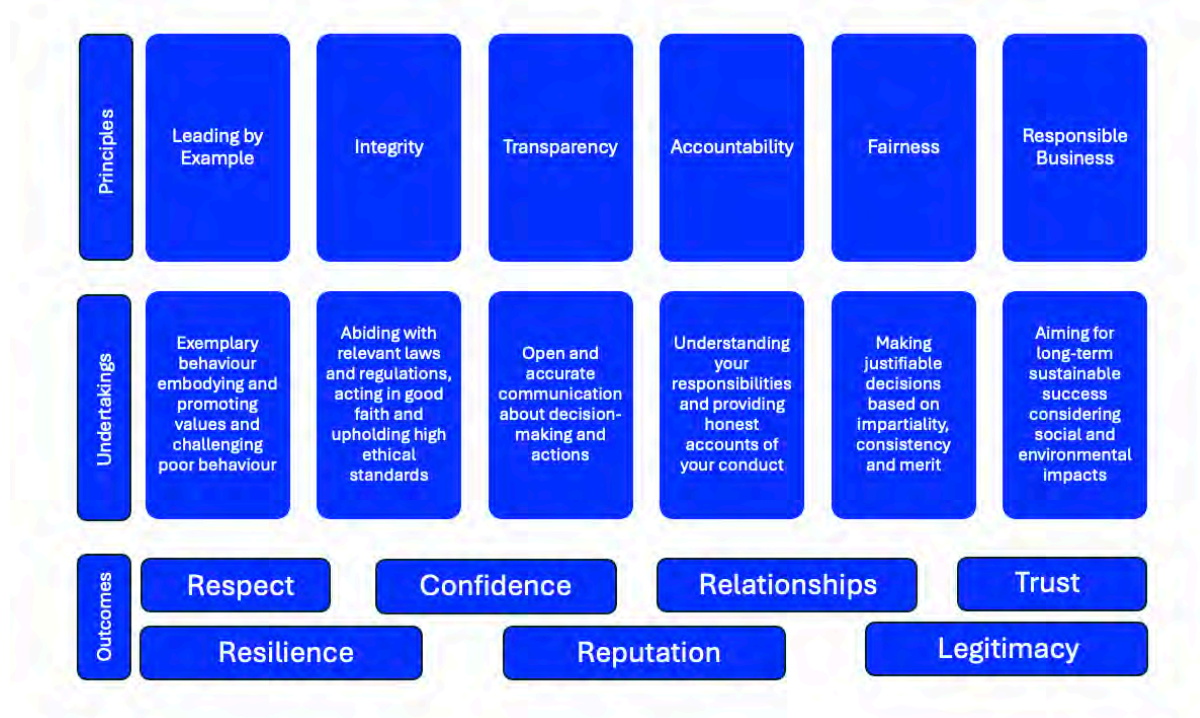 Principles
Leading by
Example
Integrity
Transparency
Accountability
Fairness
Responsible
Business
Undertakings
Exemplary
behaviour
embodying and
promoting
values and
challenging
poor behaviour
Abiding with
relevant laws
and regulations,
acting in good
faith and
upholding high
ethical
standards
Open and
accurate
communication
about decision-
making and
actions
Understanding
your
responsibilities
and providing
honest
accounts of
your conduct
Making
justifiable
decisions
based on
impartiality,
consistency
and merit
Aiming for
long-term
sustainable
success
considering
social and
environmental
impacts
Outcomes
Respect
Confidence
Relationships
Trust
Resilience
Reputation
Legitimacy